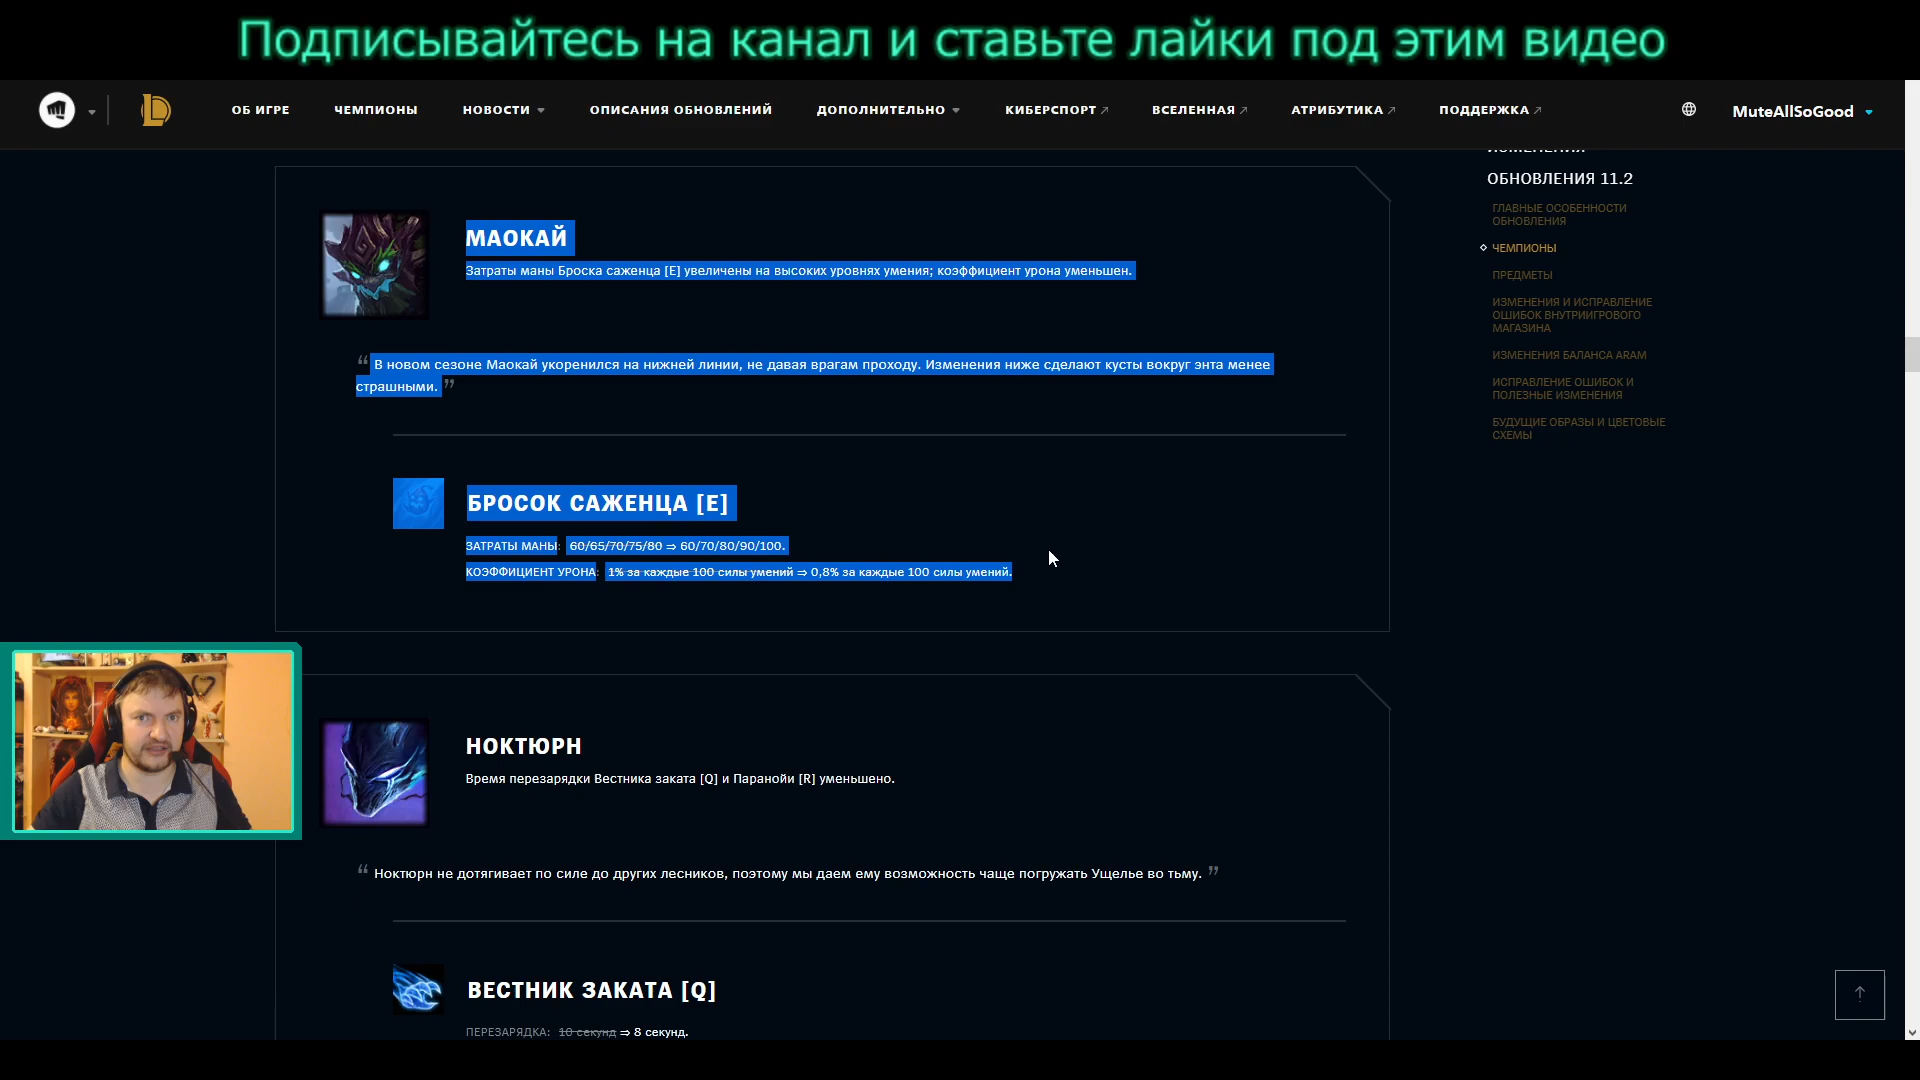 Подписывайтесь на канал и ставьте лайки под этим видео
ОБ ИГРЕ ЧЕМПИОНЫ НОВОСТИ ОПИСАНИЯ ОБНОВЛЕНИЙ ДОПОЛНИТЕЛЬНО КИБЕРСПОРТ ВСЕЛЕННАЯ АТРИБУТИКА ПОДДЕРЖКА MuteAllSoGood
МАОКАЙ
Затраты маны Броска саженца [E] увеличены на высоких уровнях умения; коэффициент урона уменьшен.
“ В новом сезоне Маокай укоренился на нижней линии, не давая врагам проходу. Изменения ниже сделают кусты вокруг энта менее
страшными. ”
БРОСОК САЖЕНЦА [E]
ЗАТРАТЫ МАНЫ: 60/65/70/75/80 ⇒ 60/70/80/90/100.
КОЭФФИЦИЕНТ УРОНА: 1% за каждые 100 силы умений ⇒ 0,8% за каждые 100 силы умений.
НОКТЮРН
Время перезарядки Вестника заката [Q] и Паранойи [R] уменьшено.
“ Ноктюрн не дотягивает по силе до других лесников, поэтому мы даем ему возможность чаще погружать Ущелье во тьму. ”
ВЕСТНИК ЗАКАТА [Q]
ПЕРЕЗАРЯДКА: 10 секунд ⇒ 8 секунд.
ИЗМЕНЕНИЯ
ОБНОВЛЕНИЯ 11.2
ГЛАВНЫЕ ОСОБЕННОСТИ
ОБНОВЛЕНИЯ
ЧЕМПИОНЫ
ПРЕДМЕТЫ
ИЗМЕНЕНИЯ И ИСПРАВЛЕНИЕ
ОШИБОК ВНУТРИИГРОВОГО
МАГАЗИНА
ИЗМЕНЕНИЯ БАЛАНСА ARAM
ИСПРАВЛЕНИЕ ОШИБОК И
ПОЛЕЗНЫЕ ИЗМЕНЕНИЯ
БУДУЩИЕ ОБРАЗЫ И ЦВЕТОВЫЕ
СХЕМЫ